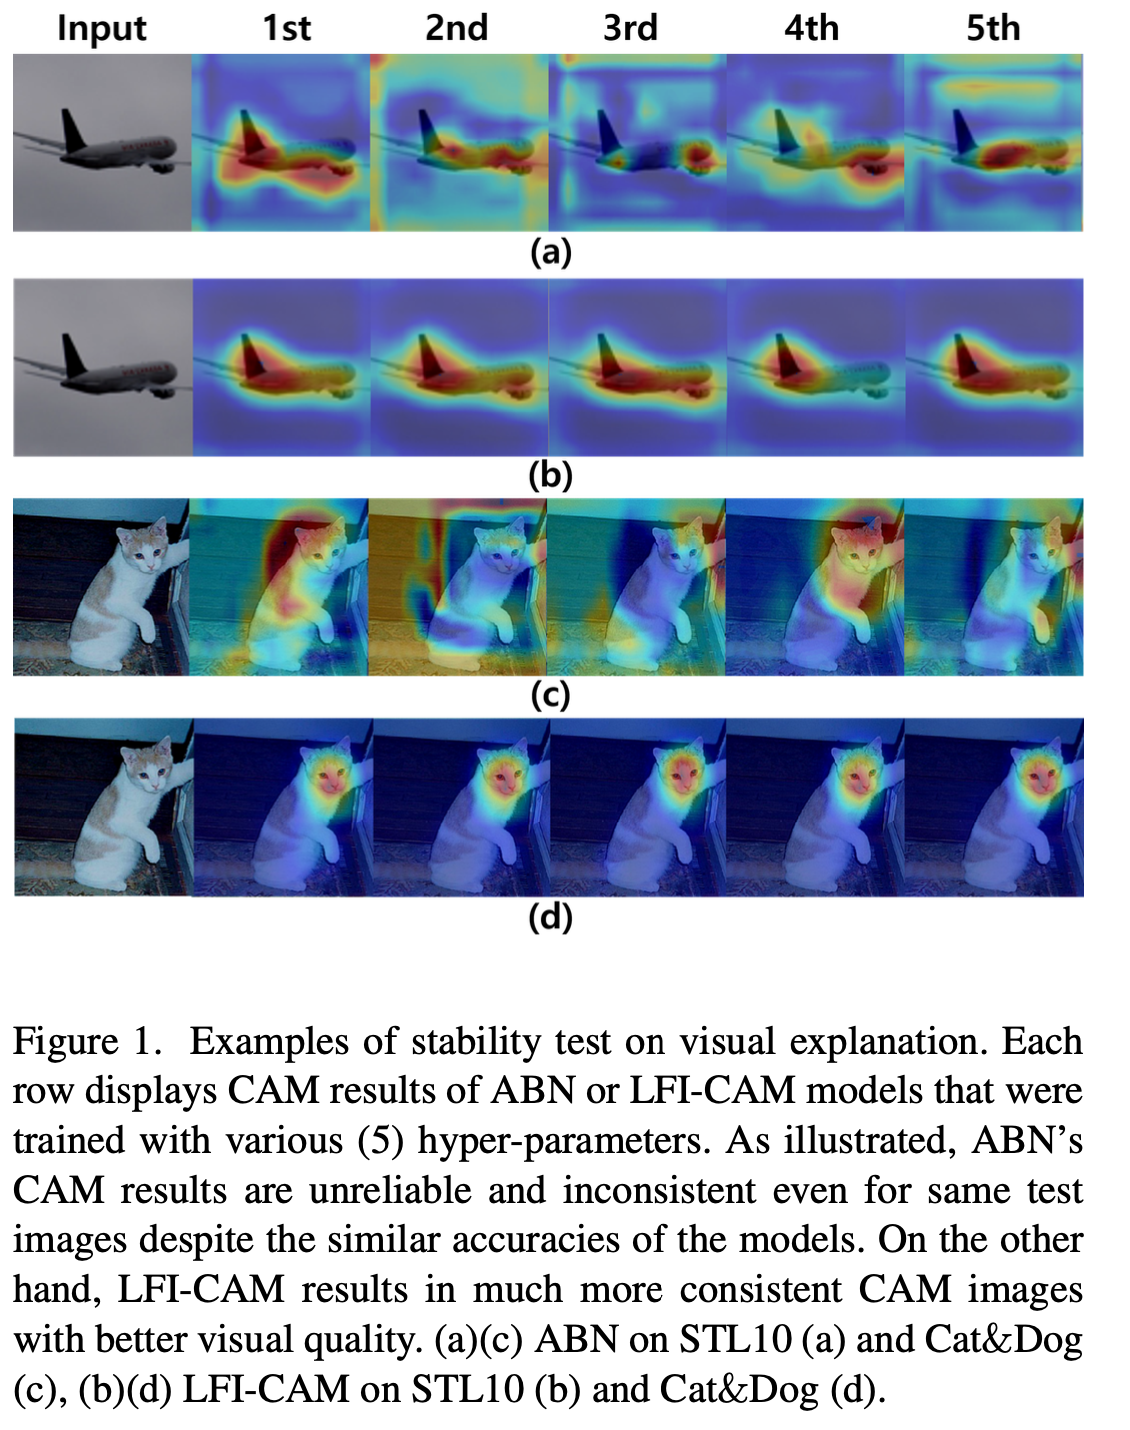 Input 1st 2nd 3rd 4th 5th
(a)
(b)
(c)
(d)
Figure 1. Examples of stability test on visual explanation. Each
row displays CAM results of ABN or LFI-CAM models that were
trained with various (5) hyper-parameters. As illustrated, ABN’s
CAM results are unreliable and inconsistent even for same test
images despite the similar accuracies of the models. On the other
hand, LFI-CAM results in much more consistent CAM images
with better visual quality. (a)(c) ABN on STL10 (a) and Cat&Dog
(c), (b)(d) LFI-CAM on STL10 (b) and Cat&Dog (d).